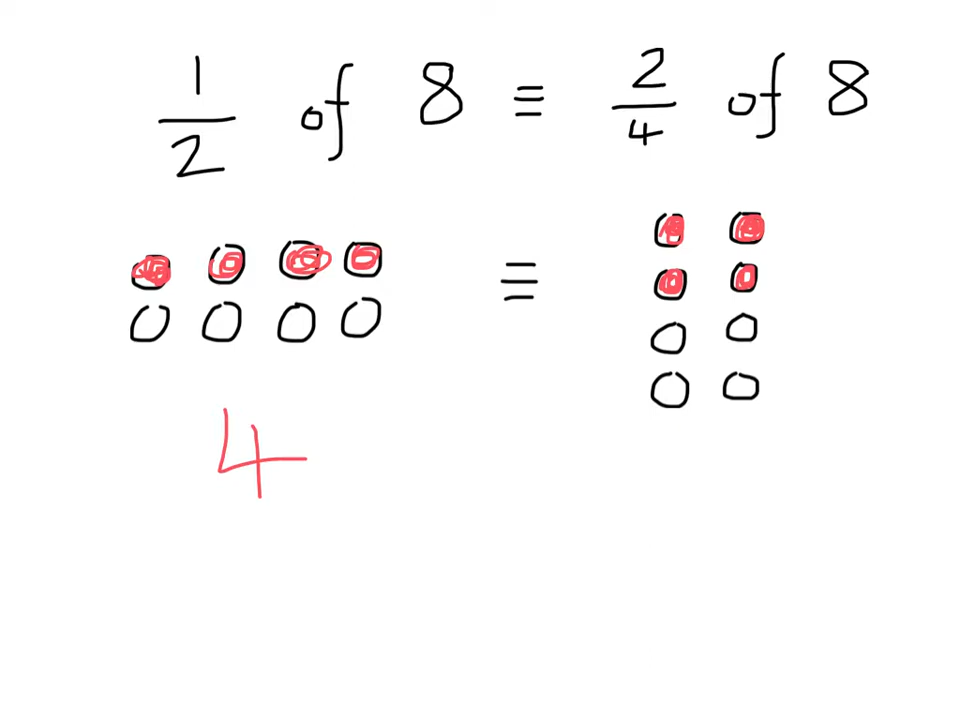 1/2 of 8 ≡ 2/4 of 8
≡
4